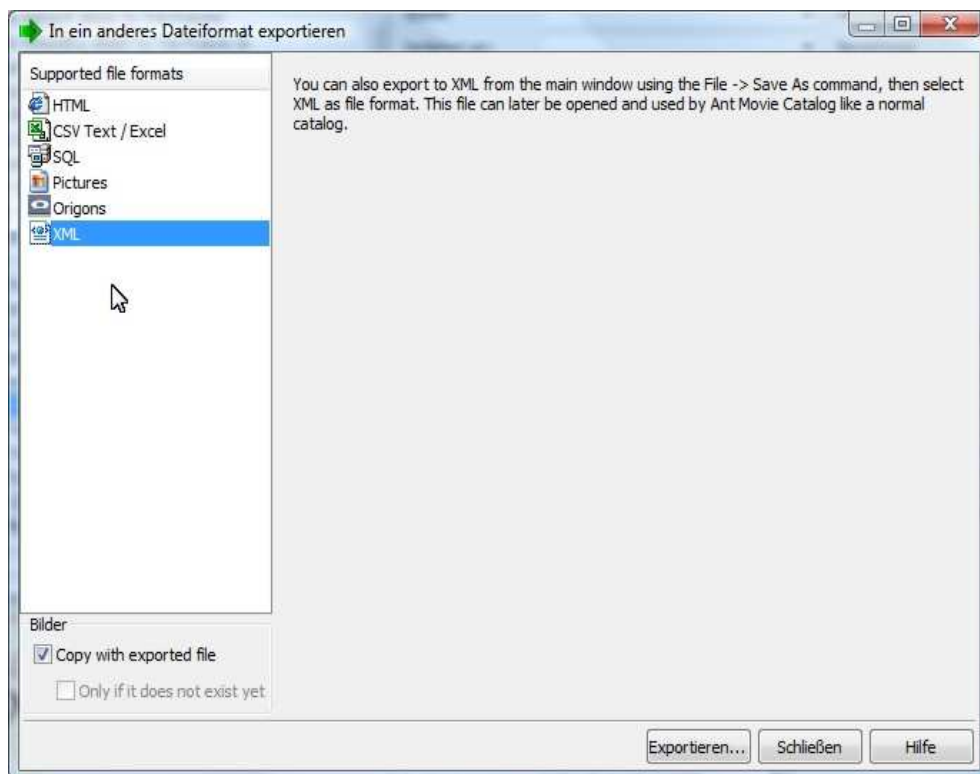 In ein anderes Dateiformat exportieren
Supported file formats
HTML
CSV Text / Excel
SQL
Pictures
Origons
XML
You can also export to XML from the main window using the File -> Save As command, then select
XML as file format. This file can later be opened and used by Ant Movie Catalog like a normal
catalog.
Bilder
Copy with exported file
Only if it does not exist yet
Exportieren...
Schließen
Hilfe